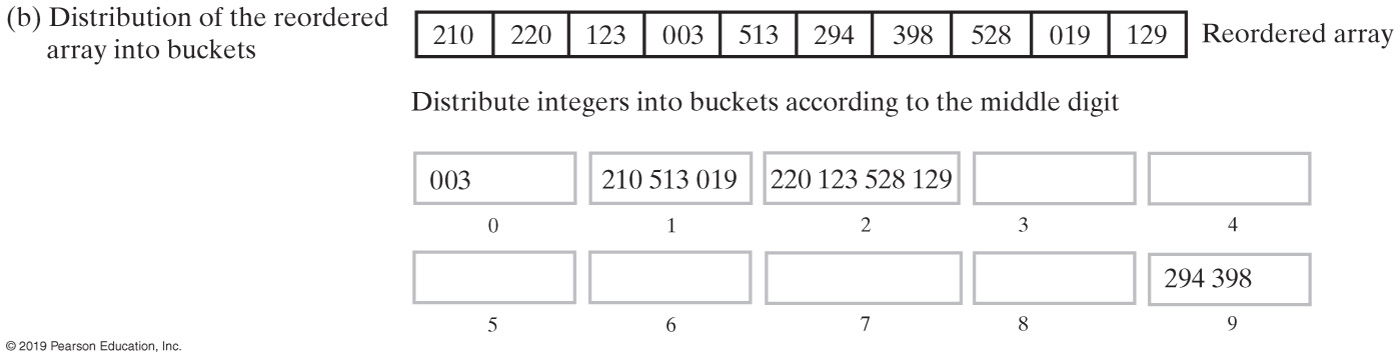 (b) Distribution of the reordered
array into buckets
210 220 123 003 513 294 398 528 019 129 Reordered array
Distribute integers into buckets according to the middle digit
003 210 513 019 220 123 528 129
0 1 2 3 4
294 398
5 6 7 8 9
© 2019 Pearson Education, Inc.